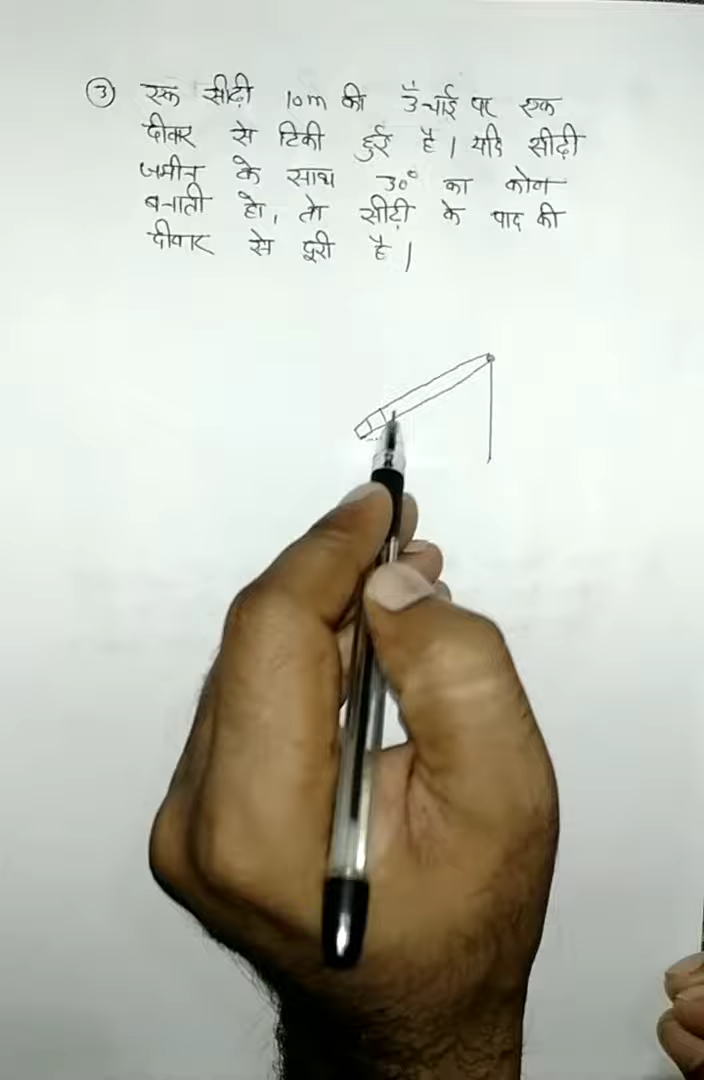 ③ एक सीढ़ी 10m की ऊँचाई पर एक
दीवार से टिकी हुई है। यदि सीढ़ी
जमीन के साथ 30° का कोण
बनाती हो, तो सीढ़ी के पाद की
दीवार से दूरी है।